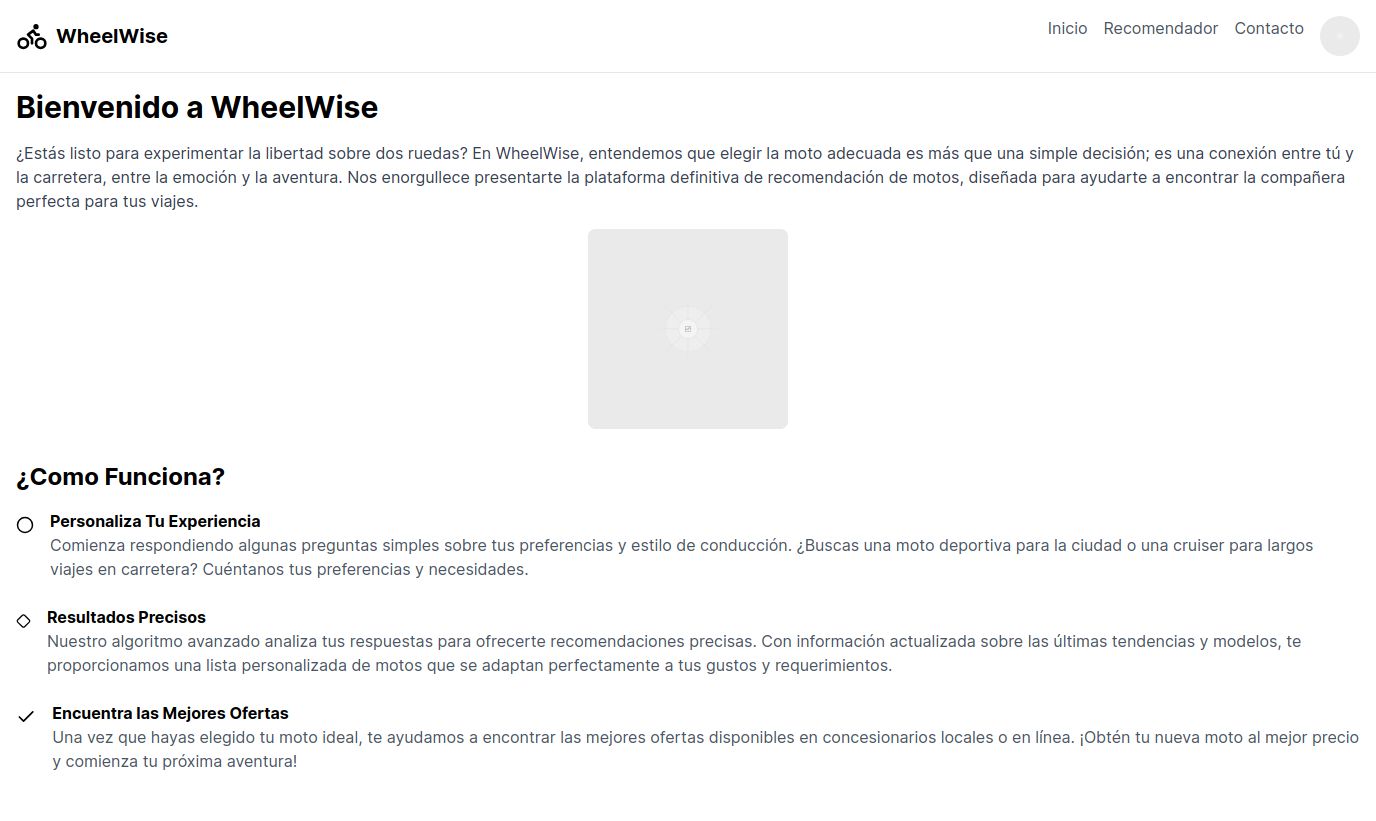 WheelWise
Inicio Recomendador Contacto
Bienvenido a WheelWise
¿Estás listo para experimentar la libertad sobre dos ruedas? En WheelWise, entendemos que elegir la moto adecuada es más que una simple decisión; es una conexión entre tú y
la carretera, entre la emoción y la aventura. Nos enorgullece presentarte la plataforma definitiva de recomendación de motos, diseñada para ayudarte a encontrar la compañera
perfecta para tus viajes.
¿Como Funciona?
Personaliza Tu Experiencia
Comienza respondiendo algunas preguntas simples sobre tus preferencias y estilo de conducción. ¿Buscas una moto deportiva para la ciudad o una cruiser para largos
viajes en carretera? Cuéntanos tus preferencias y necesidades.
Resultados Precisos
Nuestro algoritmo avanzado analiza tus respuestas para ofrecerte recomendaciones precisas. Con información actualizada sobre las últimas tendencias y modelos, te
proporcionamos una lista personalizada de motos que se adaptan perfectamente a tus gustos y requerimientos.
Encuentra las Mejores Ofertas
Una vez que hayas elegido tu moto ideal, te ayudamos a encontrar las mejores ofertas disponibles en concesionarios locales o en línea. ¡Obtén tu nueva moto al mejor precio
y comienza tu próxima aventura!